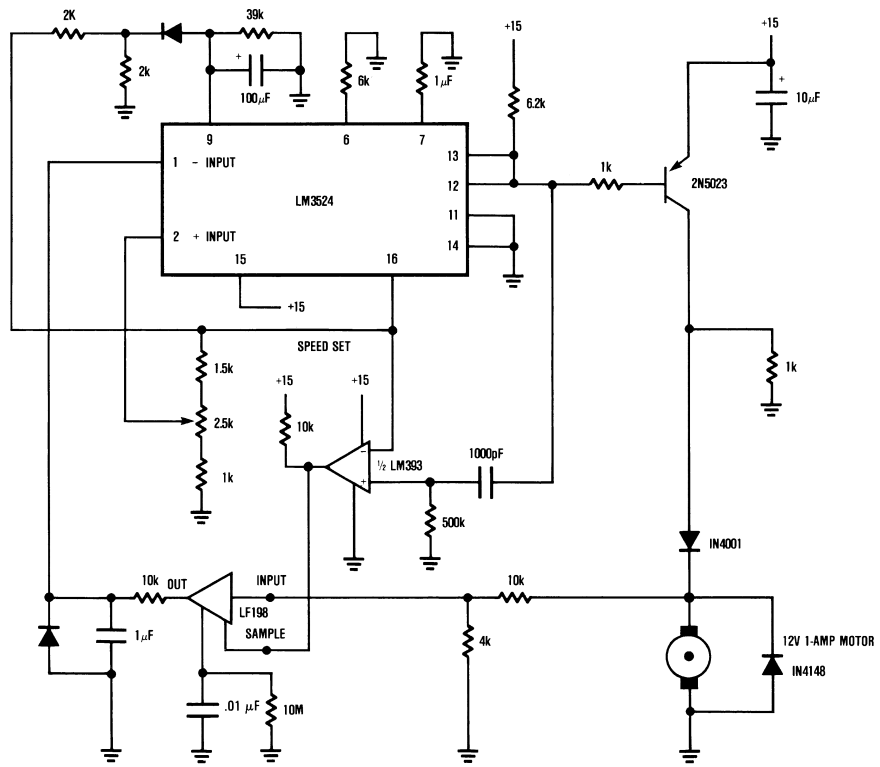 2K
39k
+15
+15
2k
+
100μF
6k
1μF
6.2k
+
10μF
9
6
7
1 − INPUT
13
12
1k
2N5023
LM3524
11
2 + INPUT
14
15
16
+15
SPEED SET
1.5k
1k
+15
+15
2.5k
10k
−
1000pF
½ LM393
1k
+
500k
IN4001
10k
OUT
INPUT
10k
LF198
1μF
SAMPLE
4k
12V 1-AMP MOTOR
IN4148
.01 μF
10M